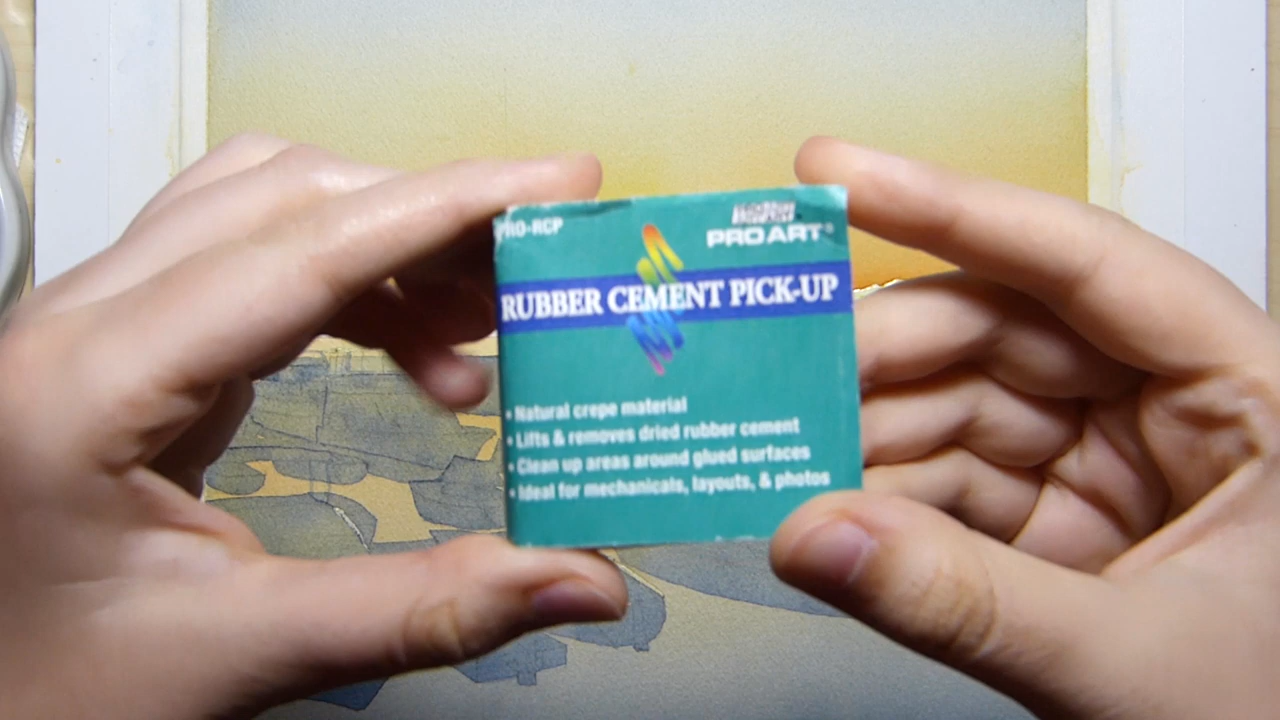 PRO-RCP
PRO ART®
RUBBER CEMENT PICK-UP
• Natural crepe material
• Lifts & removes dried rubber cement
• Clean up areas around glued surfaces
• Ideal for mechanicals, layouts, & photos